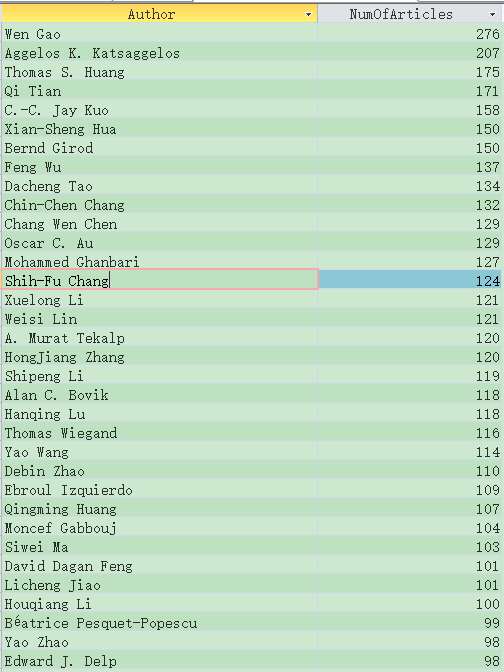 Author NumOfArticles
Wen Gao 276
Aggelos K. Katsaggelos 207
Thomas S. Huang 175
Qi Tian 171
C.-C. Jay Kuo 158
Xian-Sheng Hua 150
Bernd Girod 150
Feng Wu 137
Dacheng Tao 134
Chin-Chen Chang 132
Chang Wen Chen 129
Oscar C. Au 129
Mohammed Ghanbari 127
Shih-Fu Chang 124
Xuelong Li 121
Weisi Lin 121
A. Murat Tekalp 120
HongJiang Zhang 120
Shipeng Li 119
Alan C. Bovik 118
Hanqing Lu 118
Thomas Wiegand 116
Yao Wang 114
Debin Zhao 110
Ebroul Izquierdo 109
Qingming Huang 107
Moncef Gabbouj 104
Siwei Ma 103
David Dagan Feng 101
Licheng Jiao 101
Houqiang Li 100
Béatrice Pesquet-Popescu 99
Yao Zhao 98
Edward J. Delp 98